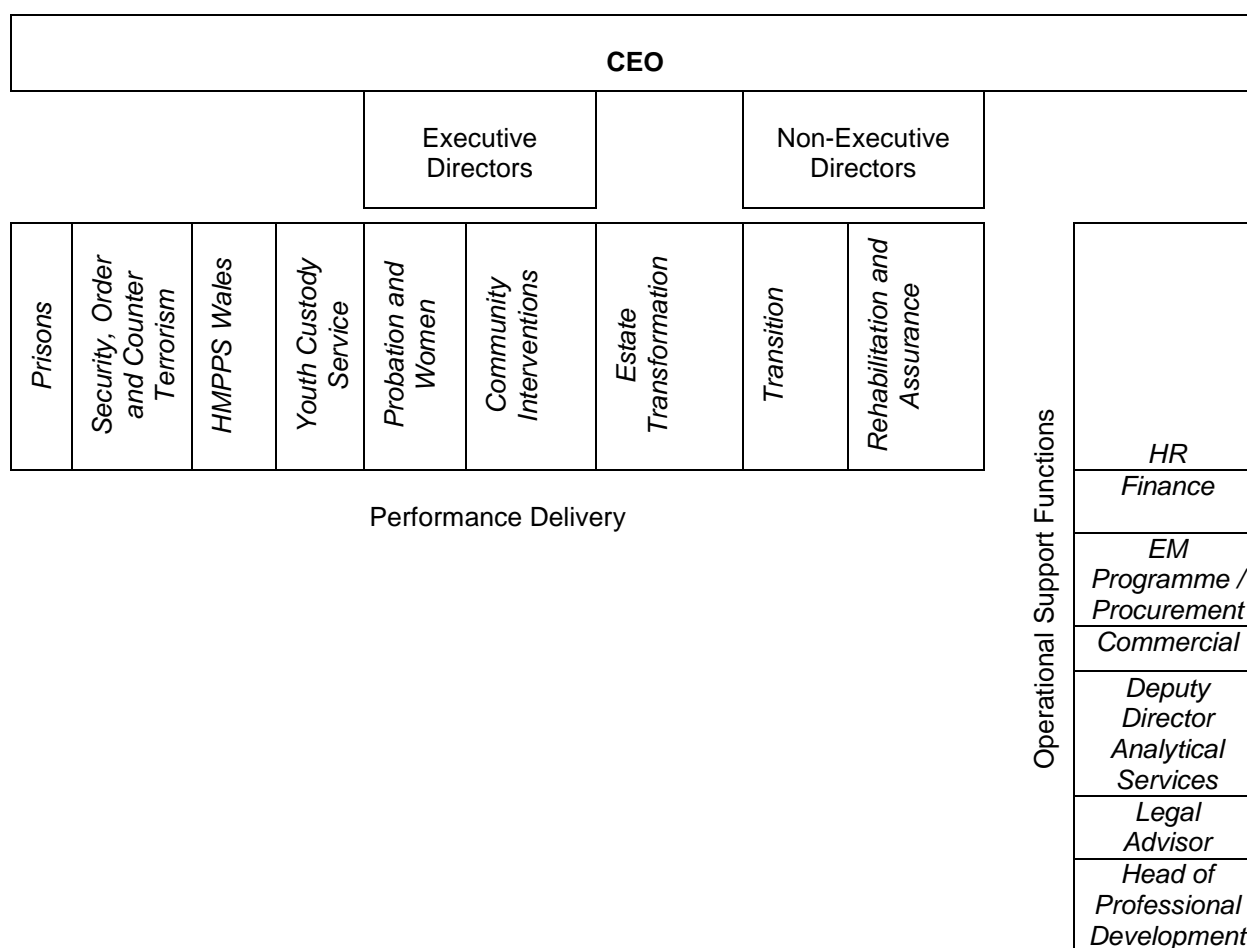 CEO
Executive
Directors
Non-Executive
Directors
Prisons
Security, Order
and Counter
Terrorism
HMPPS Wales
Youth Custody
Service
Probation and
Women
Community
Interventions
Estate
Transformation
Transition
Rehabilitation and
Assurance
Performance Delivery
Operational Support Functions
HR
Finance
EM
Programme /
Procurement
Commercial
Deputy
Director
Analytical
Services
Legal
Advisor
Head of
Professional
Development